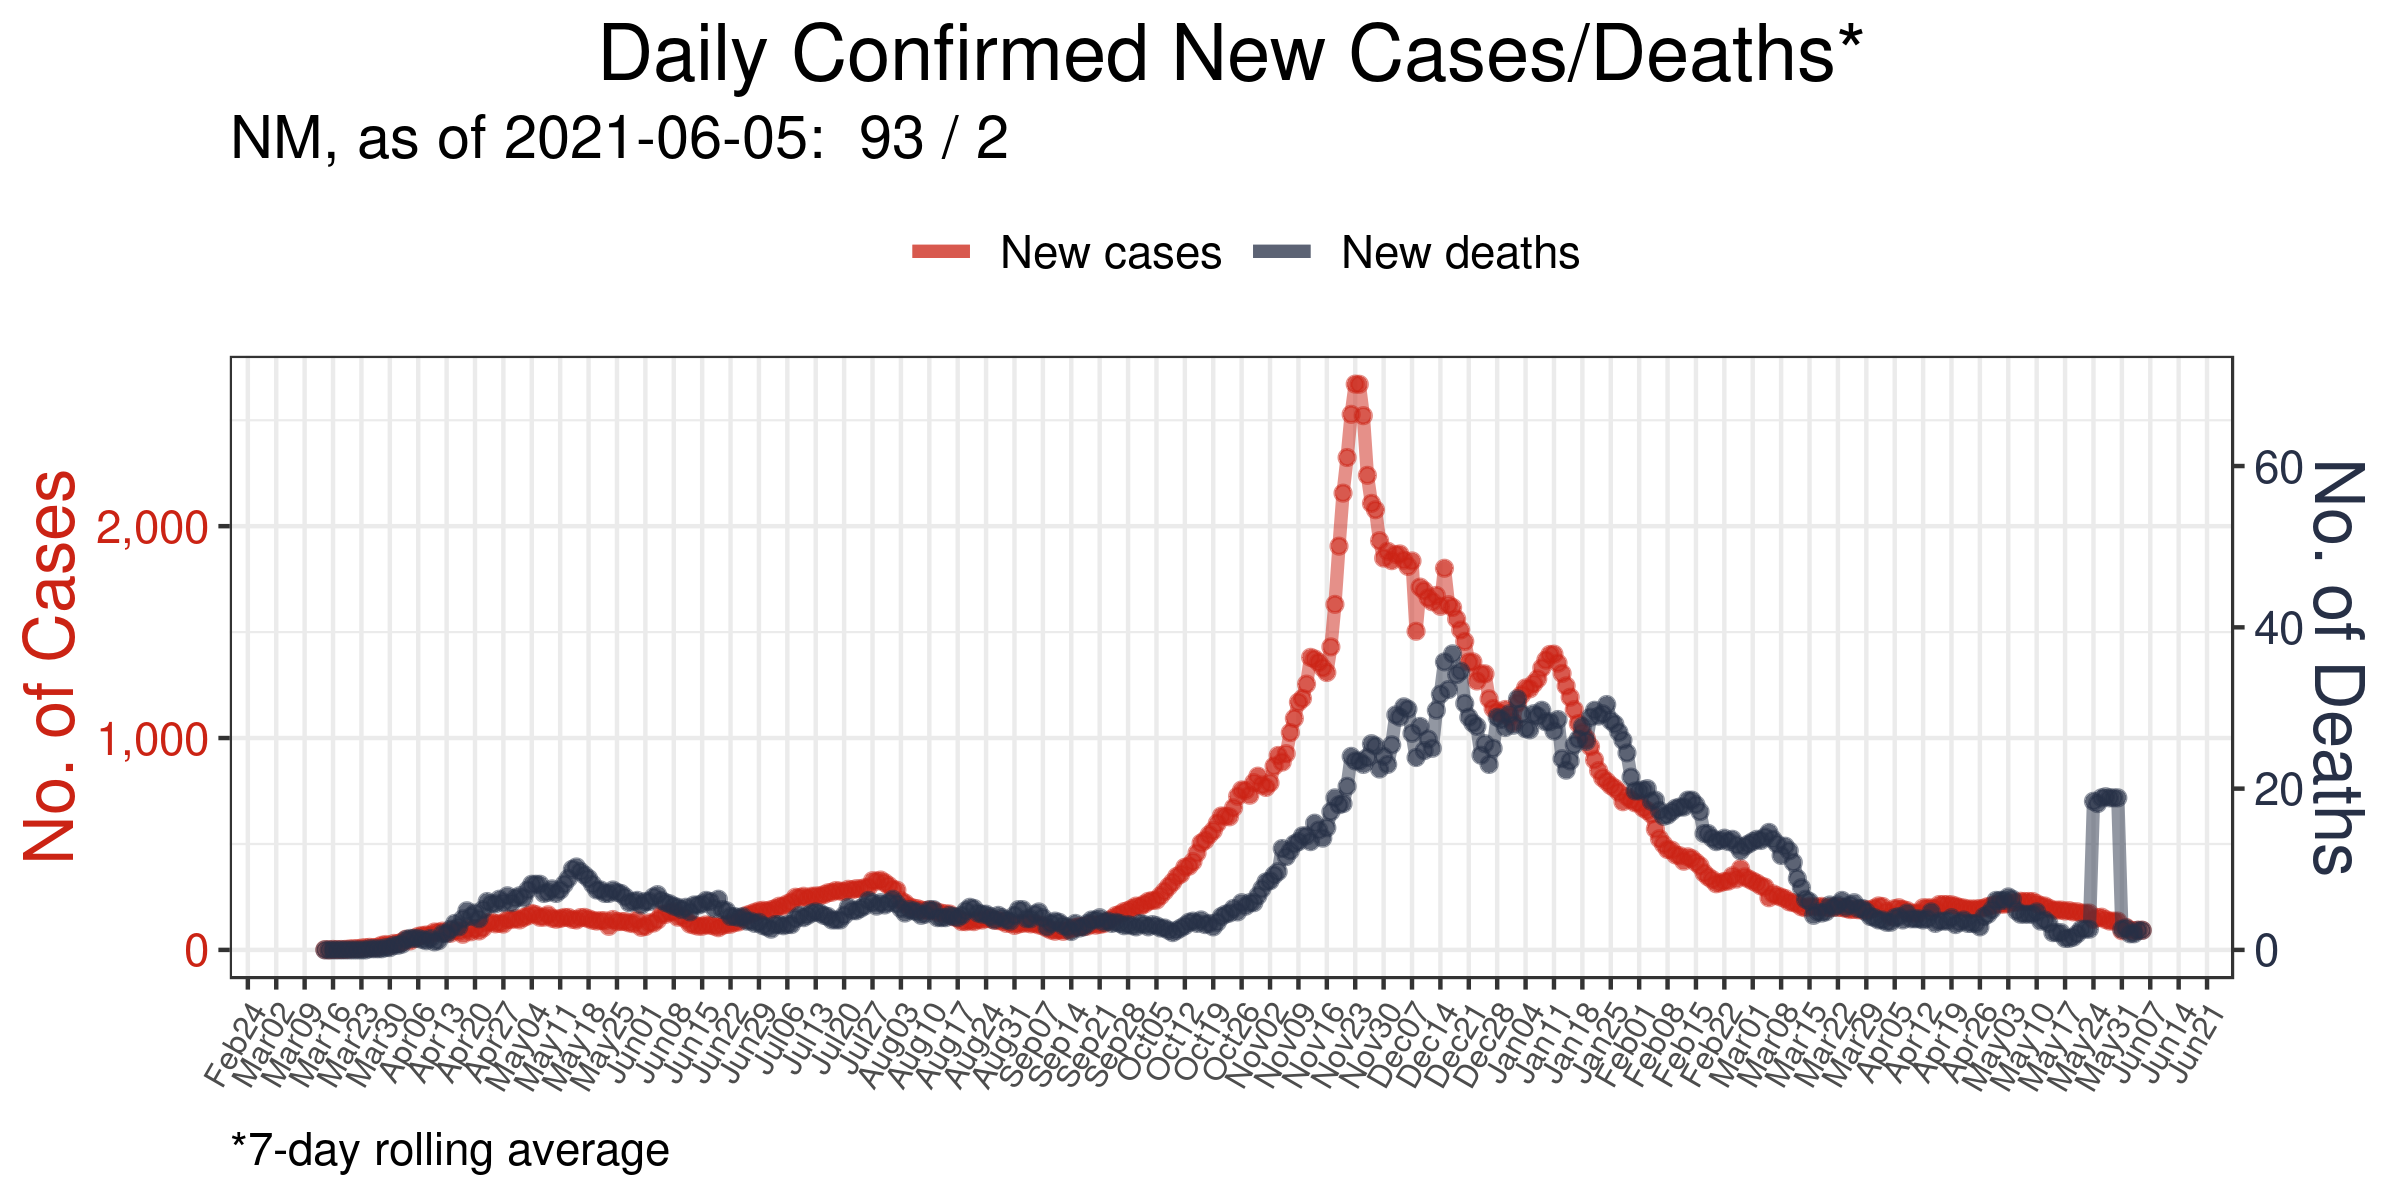 Daily Confirmed New Cases/Deaths*
NM, as of 2021-06-05:  93 / 2
New cases
New deaths
No. of Cases
2,000
1,000
0
60
40
20
0
No. of Deaths
Feb24
Mar02
Mar09
Mar16
Mar23
Mar30
Apr06
Apr13
Apr20
Apr27
May04
May11
May18
May25
Jun01
Jun08
Jun15
Jun22
Jun29
Jul06
Jul13
Jul20
Jul27
Aug03
Aug10
Aug17
Aug24
Aug31
Sep07
Sep14
Sep21
Sep28
Oct05
Oct12
Oct19
Oct26
Nov02
Nov09
Nov16
Nov23
Nov30
Dec07
Dec14
Dec21
Dec28
Jan04
Jan11
Jan18
Jan25
Feb01
Feb08
Feb15
Feb22
Mar01
Mar08
Mar15
Mar22
Mar29
Apr05
Apr12
Apr19
Apr26
May03
May10
May17
May24
May31
Jun07
Jun14
Jun21
*7-day rolling average